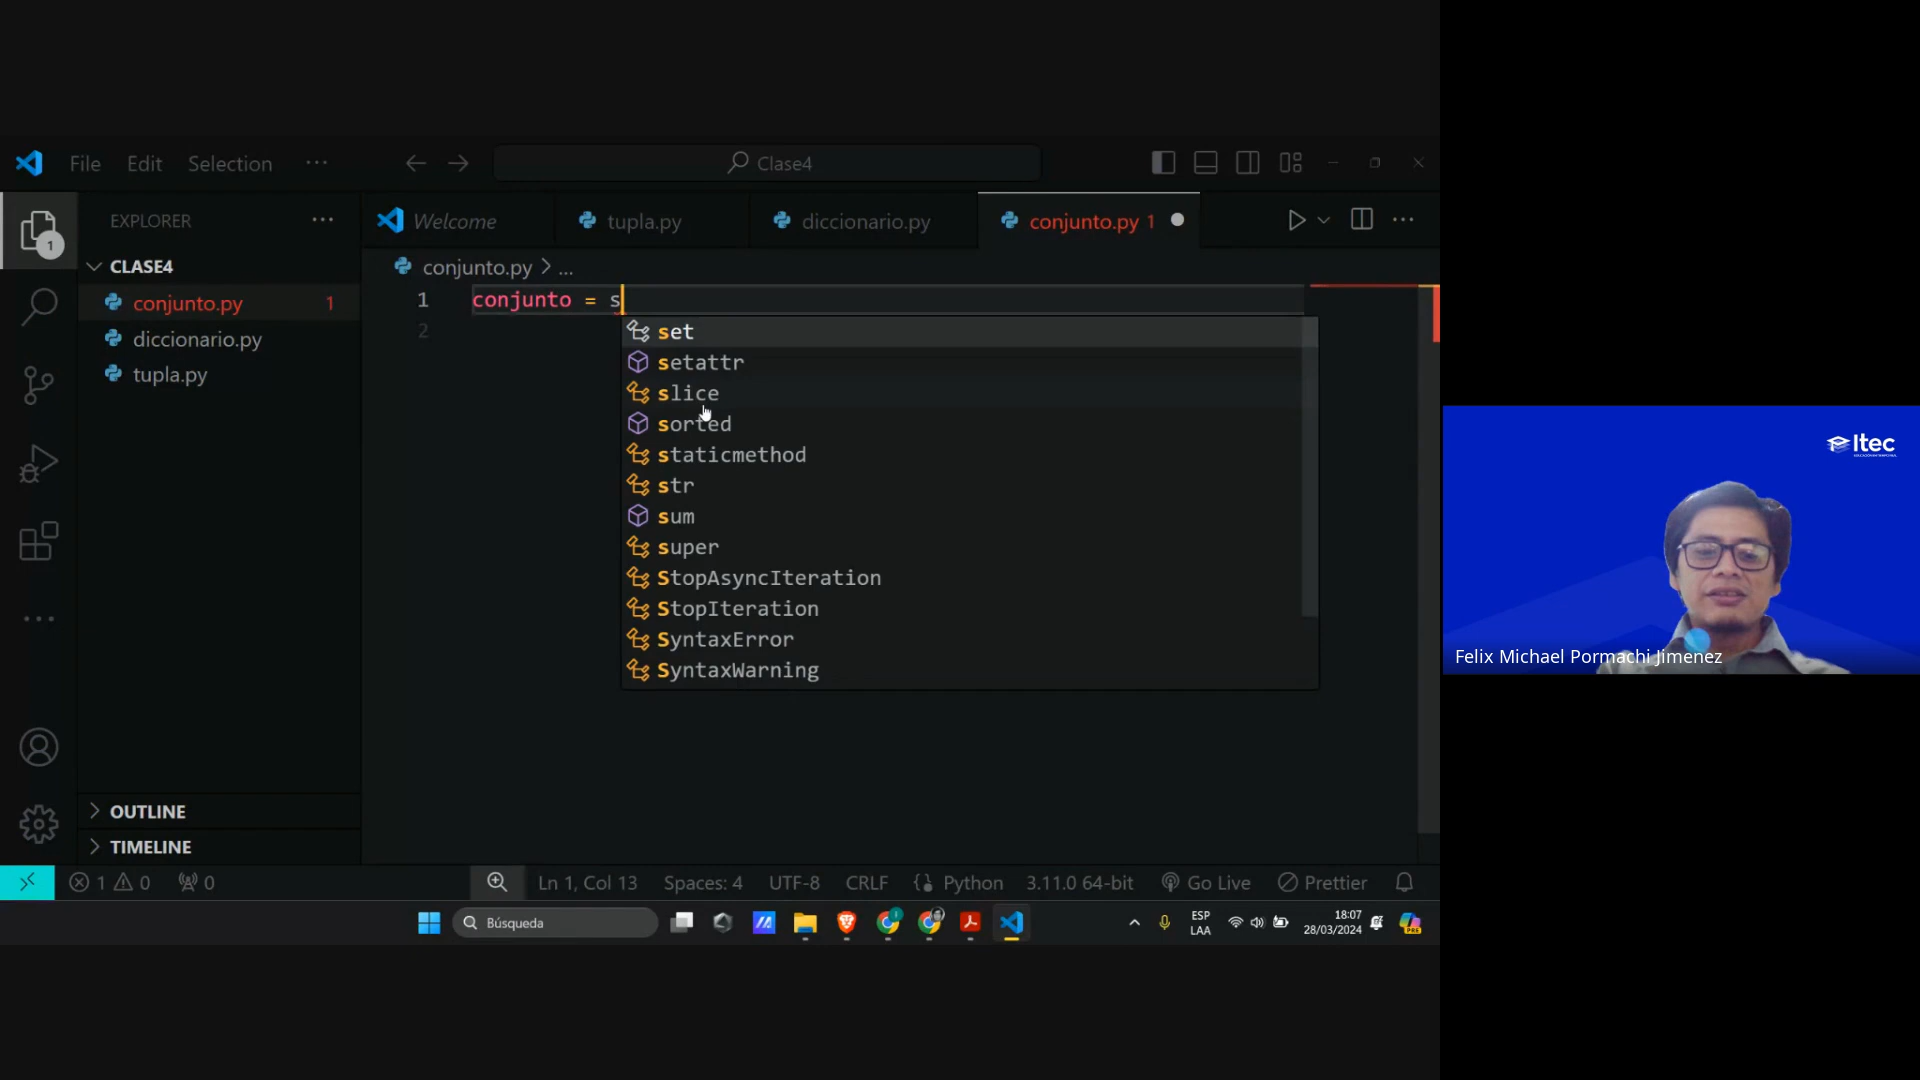 File Edit Selection ···
Clase4
EXPLORER ···
Welcome
tupla.py
diccionario.py
conjunto.py 1
1
CLASE4
conjunto.py 1
diccionario.py
tupla.py
conjunto.py > ...
1 conjunto = s
2
set
setattr
slice
sorted
staticmethod
str
sum
super
StopAsyncIteration
StopIteration
SyntaxError
SyntaxWarning
OUTLINE
TIMELINE
1 0 0 Ln 1, Col 13 Spaces: 4 UTF-8 CRLF Python 3.11.0 64-bit Go Live Prettier
Búsqueda
ESP
LAA
18:07
28/03/2024
PRE
Itec
Felix Michael Pormachi Jimenez